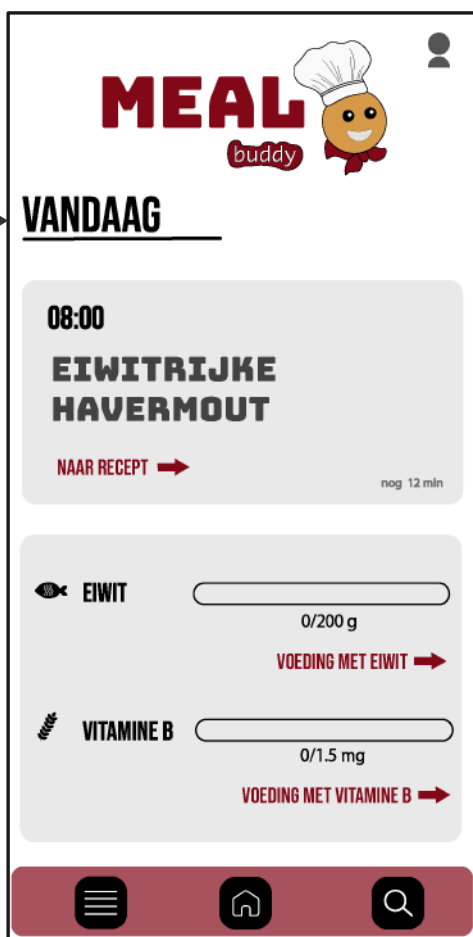 MEAL
buddy
VANDAAG
08:00
EIWITRIJKE
HAVERMOUT
NAAR RECEPT
nog 12 min
EIWIT
0/200 g
VOEDING MET EIWIT
VITAMINE B
0/1.5 mg
VOEDING MET VITAMINE B